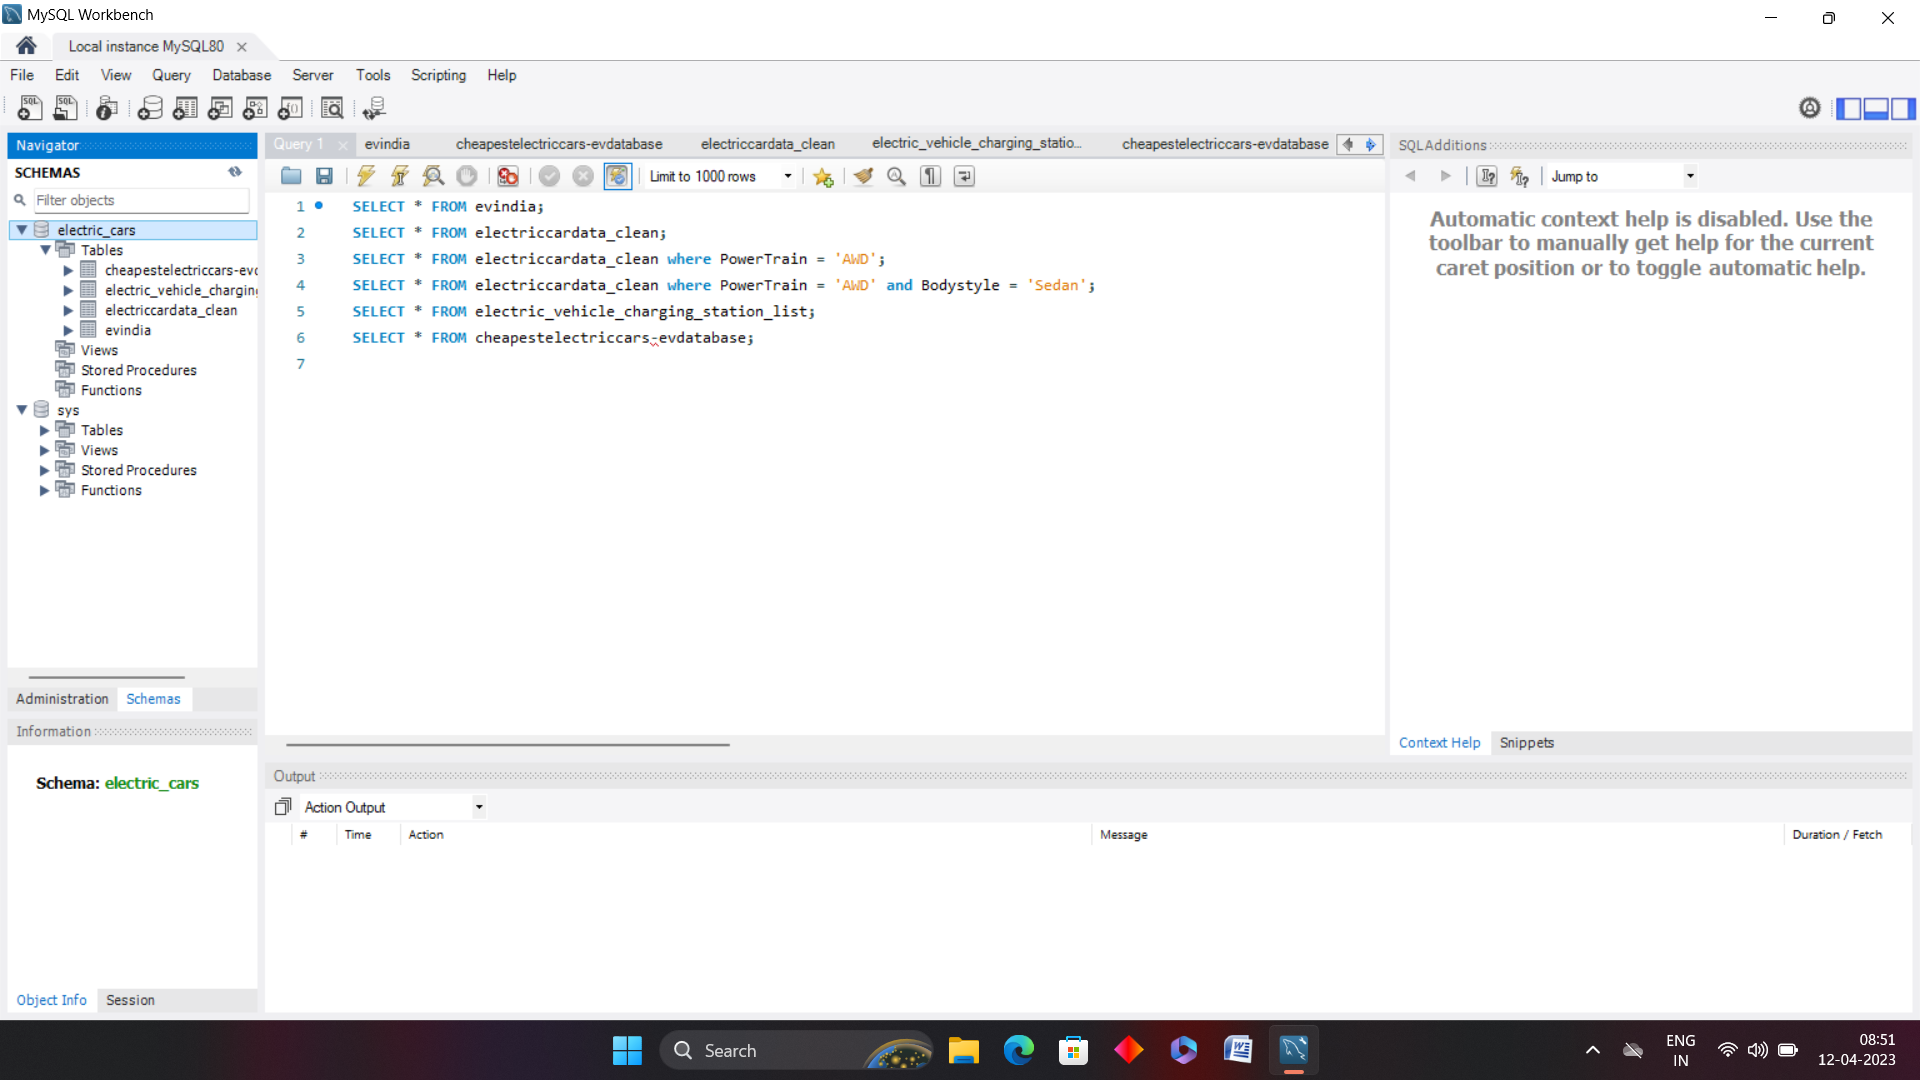 MySQL Workbench
Local instance MySQL80
File Edit View Query Database Server Tools Scripting Help
Navigator
SCHEMAS
Filter objects
electric_cars
Tables
cheapestelectriccars-evd
electric_vehicle_charging
electriccardata_clean
evindia
Views
Stored Procedures
Functions
sys
Tables
Views
Stored Procedures
Functions
Administration Schemas
Information
Schema: electric_cars
Object Info Session
Query 1 evindia cheapestelectriccars-evdatabase electriccardata_clean electric_vehicle_charging_statio... cheapestelectriccars-evdatabase
Limit to 1000 rows
1 SELECT * FROM evindia;
2 SELECT * FROM electriccardata_clean;
3 SELECT * FROM electriccardata_clean where PowerTrain = 'AWD';
4 SELECT * FROM electriccardata_clean where PowerTrain = 'AWD' and Bodystyle = 'Sedan';
5 SELECT * FROM electric_vehicle_charging_station_list;
6 SELECT * FROM cheapestelectriccars-evdatabase;
7
SQLAdditions
Jump to
Automatic context help is disabled. Use the
toolbar to manually get help for the current
caret position or to toggle automatic help.
Context Help Snippets
Output
Action Output
# Time Action Message Duration / Fetch
Search
ENG
IN
08:51
12-04-2023